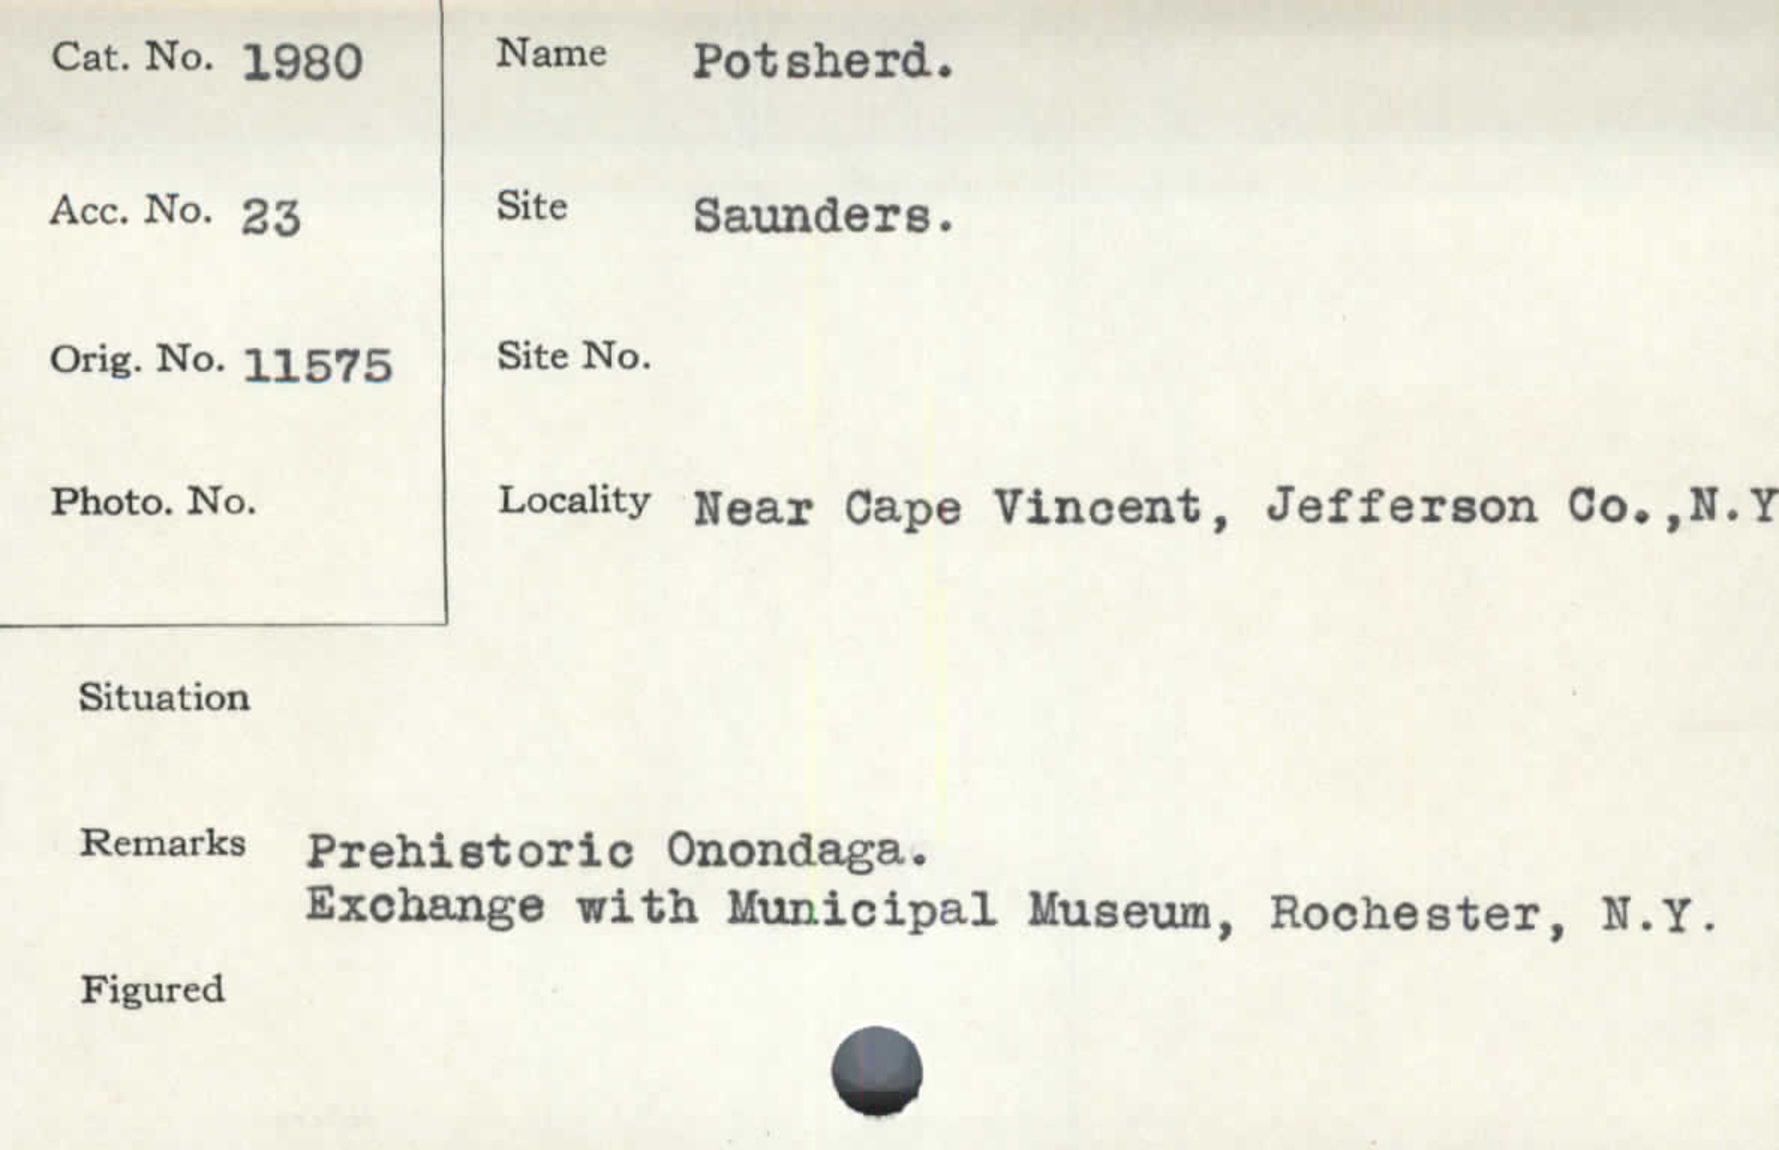 Cat. No. 1980
Name Potsherd.
Acc. No. 23
Site Saunders.
Orig. No. 11575
Site No.
Photo. No.
Locality Near Cape Vincent, Jefferson Co.,N.Y
Situation
Remarks Prehistoric Onondaga.
Exchange with Municipal Museum, Rochester, N.Y.
Figured